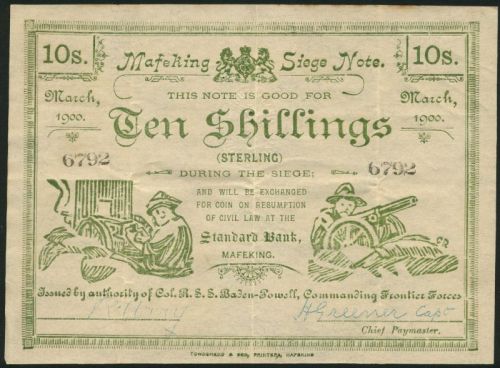 10s. Mafeking Siege Note. 10s.
March, 1900. THIS NOTE IS GOOD FOR March, 1900.
Ten Shillings
6792 (STERLING) 6792
DURING THE SIEGE;
AND WILL BE EXCHANGED
FOR COIN ON RESUMPTION
OF CIVIL LAW AT THE
Standard Bank,
MAFEKING.
Issued by authority of Col. R. S. S. Baden-Powell, Commanding Frontier Forces
H Greener Capt
Chief Paymaster.
TOWNSHEND & SON, PRINTERS, MAFEKING